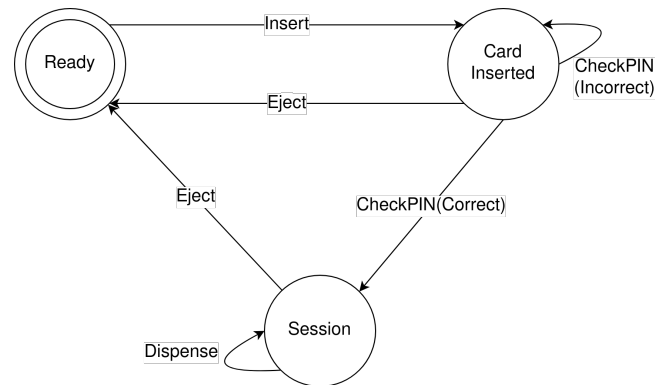 Insert
Ready
Card
Inserted
CheckPIN
(Incorrect)
Eject
Eject
CheckPIN(Correct)
Session
Dispense